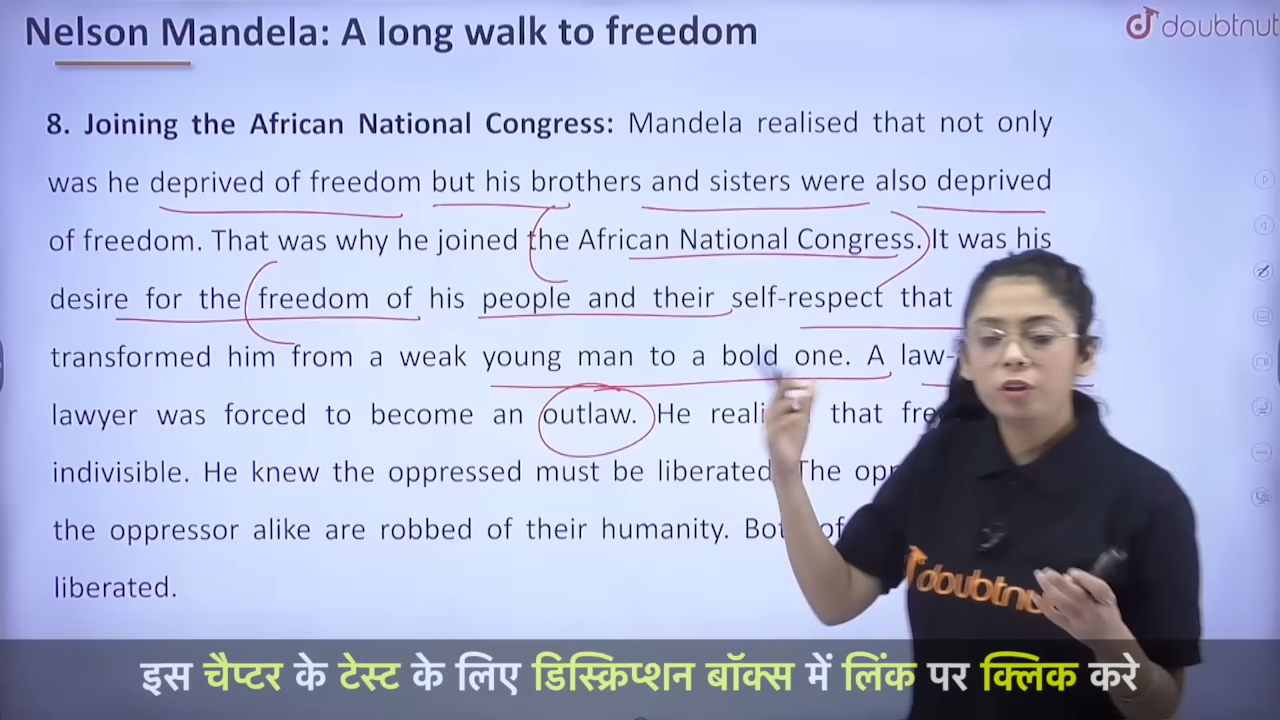 Nelson Mandela: A long walk to freedom
doubtnut
8. Joining the African National Congress: Mandela realised that not only
was he deprived of freedom but his brothers and sisters were also deprived
of freedom. That was why he joined the African National Congress. It was his
desire for the freedom of his people and their self-respect that
transformed him from a weak young man to a bold one. A law-
lawyer was forced to become an outlaw. He that
indivisible. He knew the oppressed must be liberated. The
the oppressor alike are robbed of their humanity. of
liberated.
doubtnut
इस चैप्टर के टेस्ट के लिए डिस्क्रिप्शन बॉक्स में लिंक पर क्लिक करे